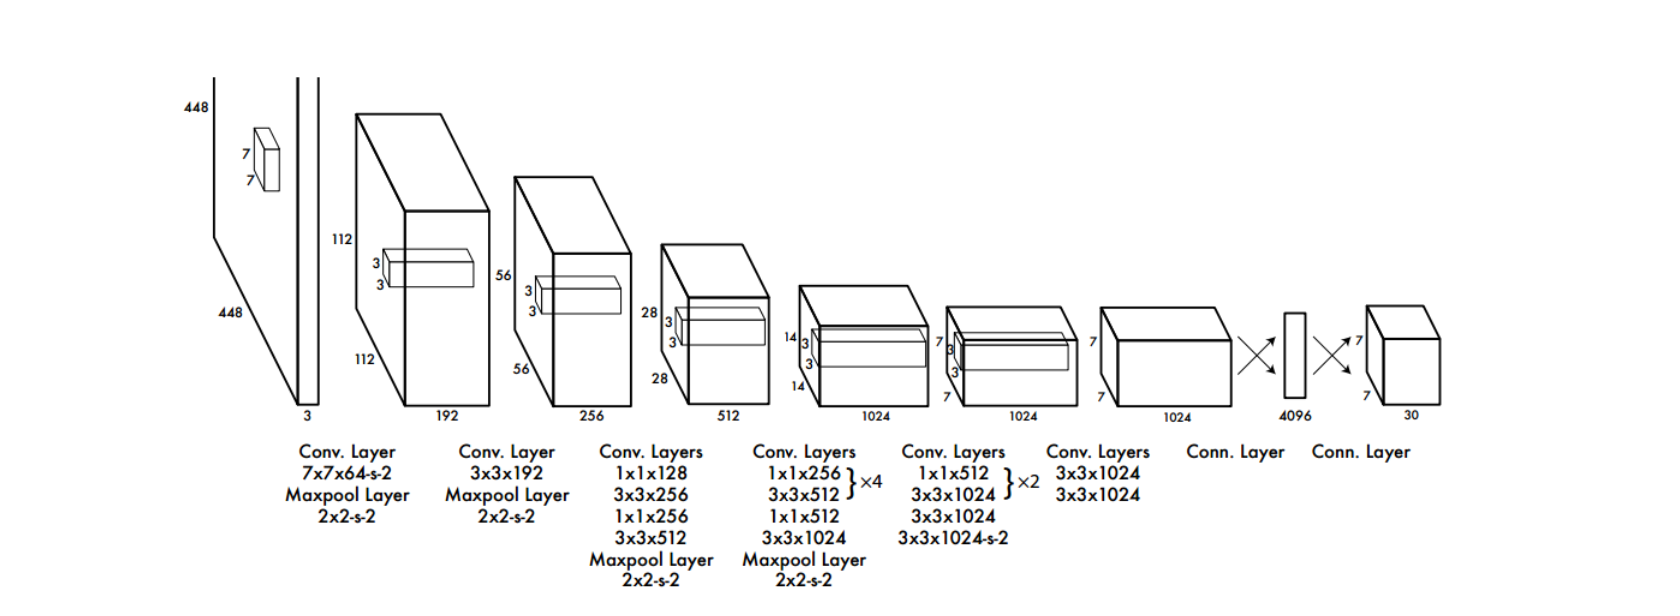 448
7
7
448
3
112
3
3
112
192
56
3
3
56
256
28
3
3
28
512
14
3
3
14
1024
7
3
3
7
1024
7
7
1024
4096
7
7
30
Conv. Layer
7x7x64-s-2
Maxpool Layer
2x2-s-2
Conv. Layer
3x3x192
Maxpool Layer
2x2-s-2
Conv. Layers
1x1x128
3x3x256
1x1x256
3x3x512
Maxpool Layer
2x2-s-2
Conv. Layers
1x1x256
3x3x512
}×4
1x1x512
3x3x1024
Maxpool Layer
2x2-s-2
Conv. Layers
1x1x512
3x3x1024
}×2
3x3x1024
3x3x1024-s-2
Conv. Layers
3x3x1024
3x3x1024
Conn. Layer
Conn. Layer